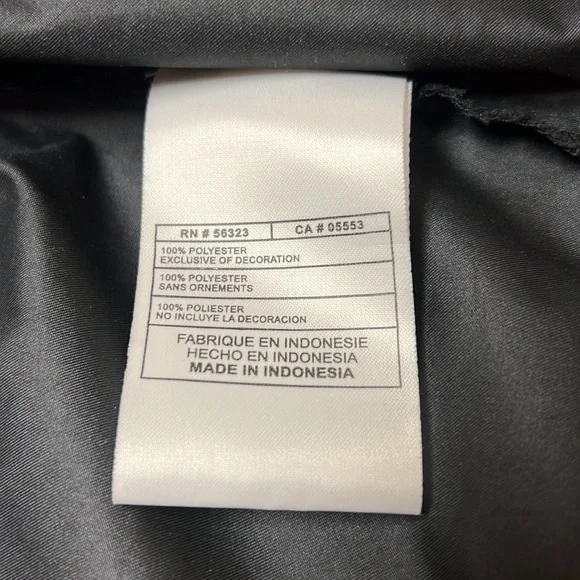 RN # 56323 CA # 05553
100% POLYESTER
EXCLUSIVE OF DECORATION
100% POLYESTER
SANS ORNEMENTS
100% POLIESTER
NO INCLUYE LA DECORACION
FABRIQUE EN INDONESIE
HECHO EN INDONESIA
MADE IN INDONESIA